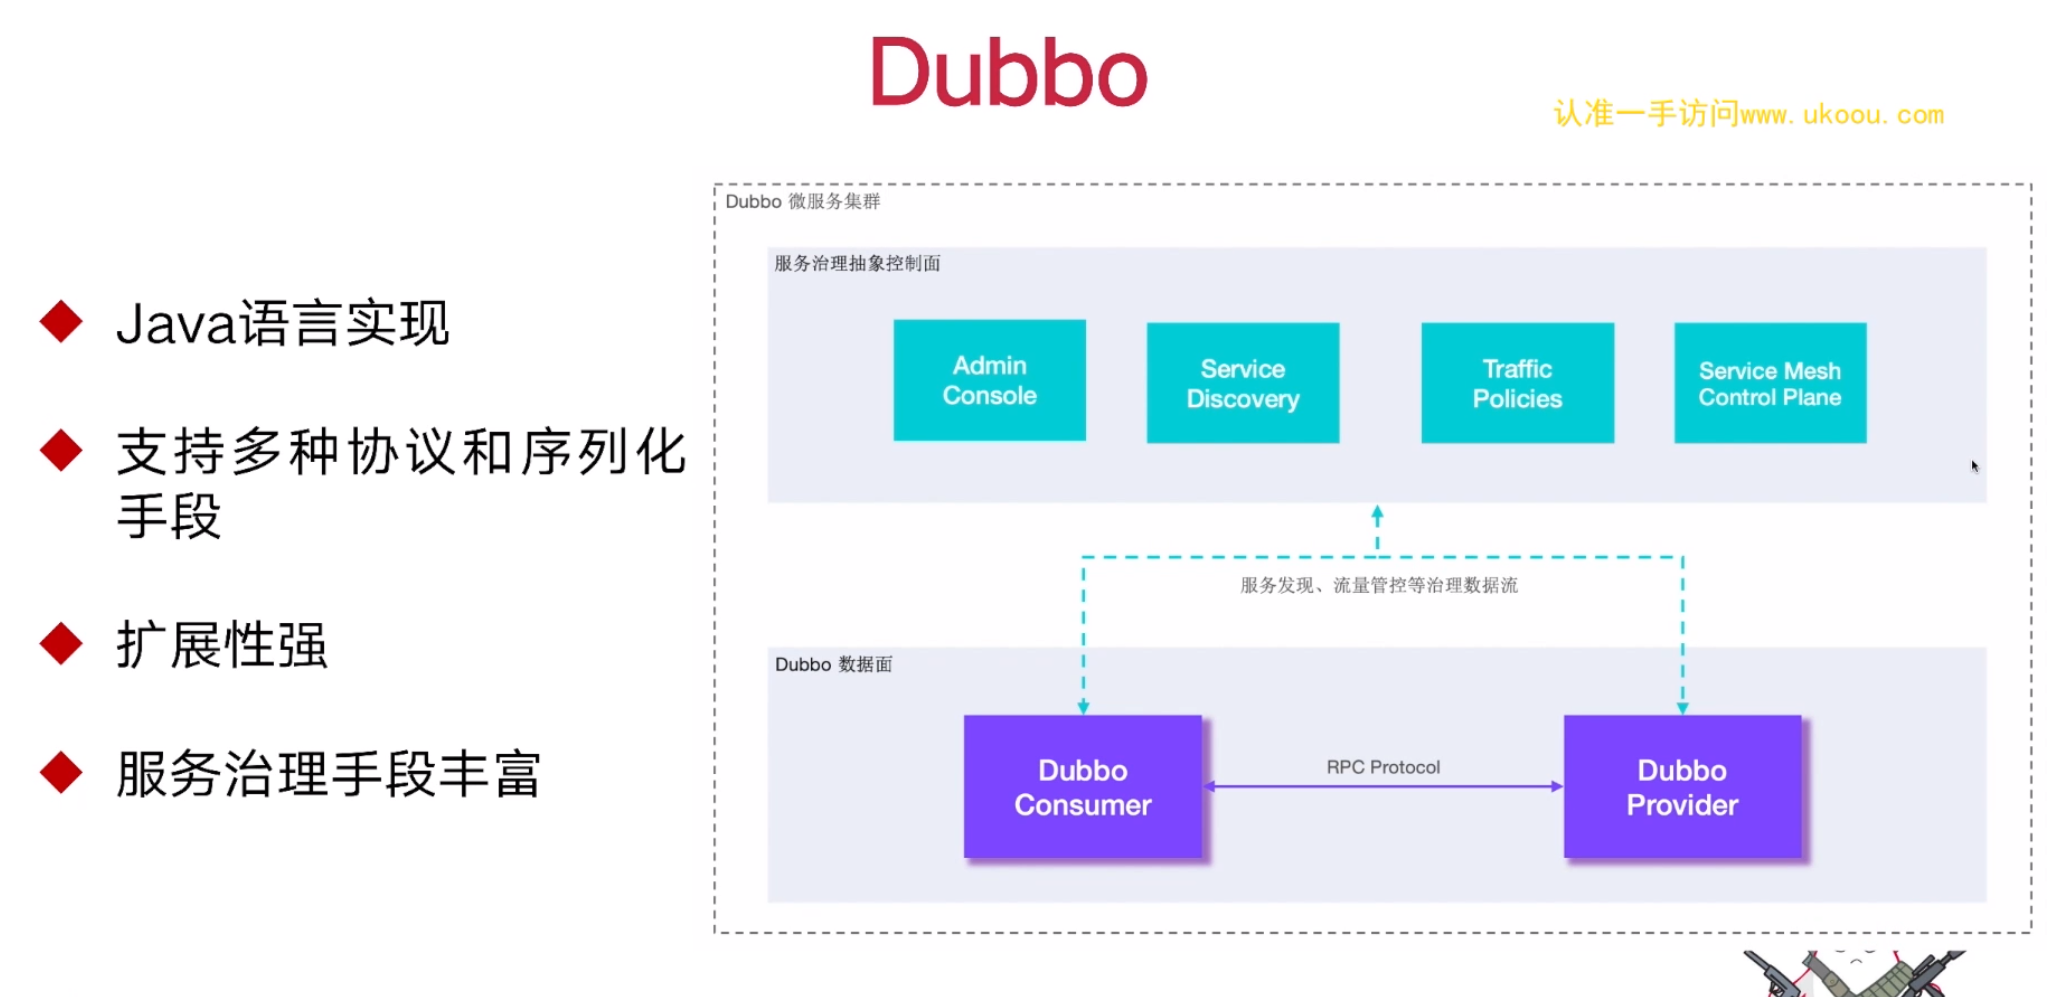 Dubbo
认准一手访问www.ukoou.com
Java语言实现
支持多种协议和序列化
手段
扩展性强
服务治理手段丰富
Dubbo 微服务集群
服务治理抽象控制面
Admin
Console
Service
Discovery
Traffic
Policies
Service Mesh
Control Plane
服务发现、流量管控等治理数据流
Dubbo 数据面
Dubbo
Consumer
RPC Protocol
Dubbo
Provider